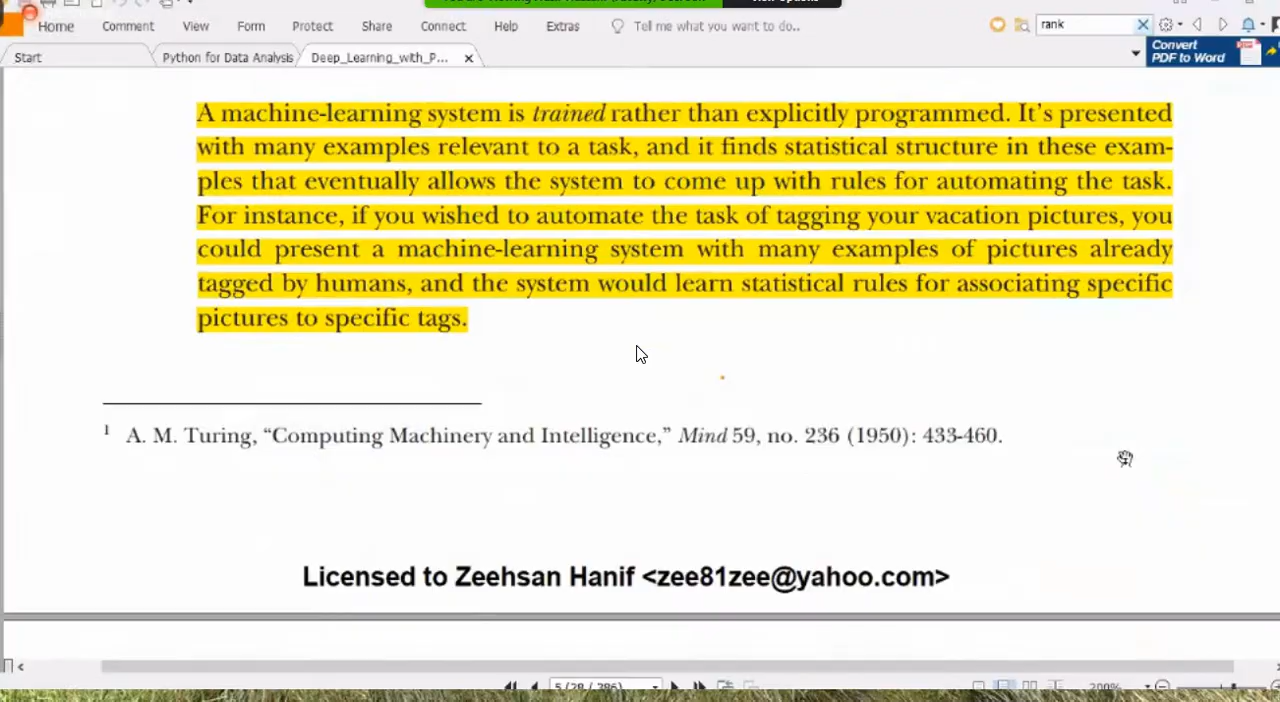 Home Comment View Form Protect Share Connect Help Extras Tell me what you want to do.. rank
Start Python for Data Analysis Deep_Learning_with_P... Convert
PDF to Word
A machine-learning system is trained rather than explicitly programmed. It's presented
with many examples relevant to a task, and it finds statistical structure in these exam-
ples that eventually allows the system to come up with rules for automating the task.
For instance, if you wished to automate the task of tagging your vacation pictures, you
could present a machine-learning system with many examples of pictures already
tagged by humans, and the system would learn statistical rules for associating specific
pictures to specific tags.
1 A. M. Turing, “Computing Machinery and Intelligence,” Mind 59, no. 236 (1950): 433-460.
Licensed to Zeehsan Hanif <zee81zee@yahoo.com>
5 (28 / 386) 200%